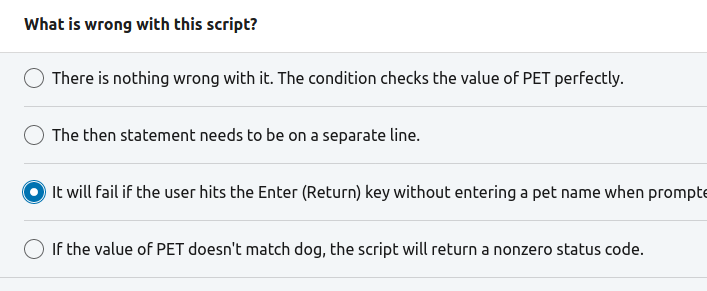 What is wrong with this script?
There is nothing wrong with it. The condition checks the value of PET perfectly.
The then statement needs to be on a separate line.
It will fail if the user hits the Enter (Return) key without entering a pet name when prompte
If the value of PET doesn't match dog, the script will return a nonzero status code.